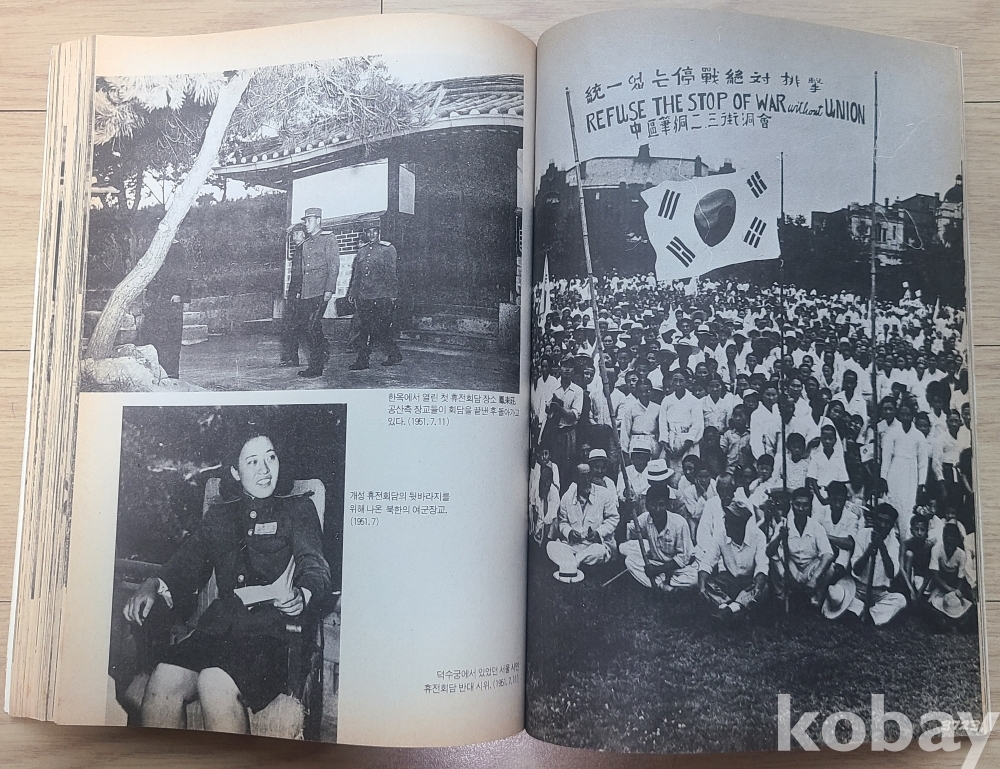 한옥에서 열린 첫 휴전회담 장소
공산측 장교들이 회담을 끝낸 후 돌아가고
있다. (1951.7.11)
개성 휴전회담의 뒷바라지를
위해 나온 북한의 여군장교.
(1951.7)
덕수궁에서 있었던 서울 시민
휴전회담 반대 시위. (1951.7.11)
統一 없는 停戰 絶対 排擊
REFUSE THE STOP OF WAR without UNION
中區筆洞二三街洞會
kobay